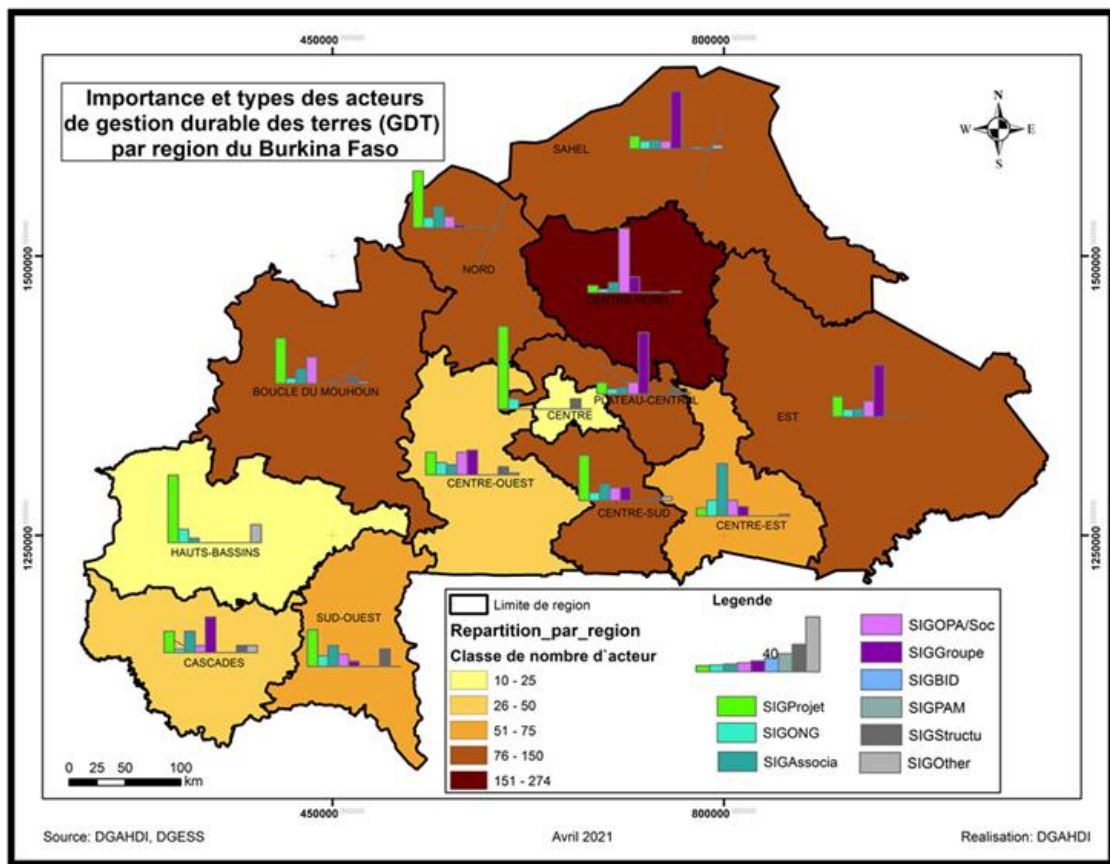 450000
800000
Importance et types des acteurs
de gestion durable des terres (GDT)
par region du Burkina Faso
N
W
E
S
SAHEL
1500000
1500000
NORD
CENTRE-NORD
BOUCLE DU MOUHOUN
PLATEAU-CENTRAL
CENTRE
EST
CENTRE-OUEST
CENTRE-SUD
CENTRE-EST
1250000
1250000
HAUTS-BASSINS
SUD-OUEST
CASCADES
Limite de region
Repartition_par_region
Classe de nombre d`acteur
10 - 25
26 - 50
51 - 75
76 - 150
151 - 274
Legende
40
SIGProjet
SIGONG
SIGAssocia
SIGOPA/Soc
SIGGroupe
SIGBID
SIGPAM
SIGStructu
SIGOther
0 25 50 100
km
450000
800000
Source: DGAHDI, DGESS
Avril 2021
Realisation: DGAHDI